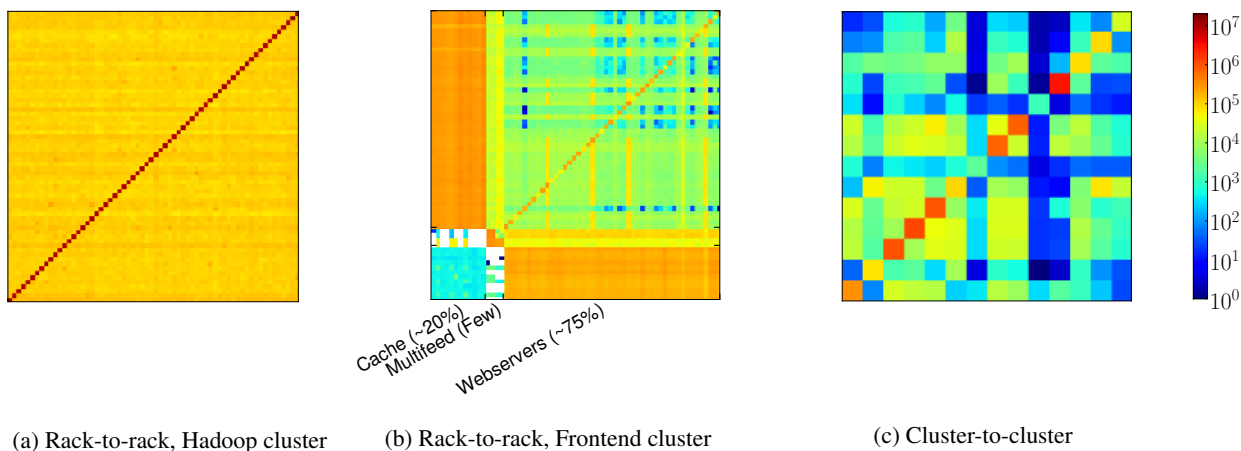 10^7
10^6
10^5
10^4
10^3
10^2
10^1
10^0
Cache (~20%)
Multifeed (Few)
Webservers (~75%)
(a) Rack-to-rack, Hadoop cluster
(b) Rack-to-rack, Frontend cluster
(c) Cluster-to-cluster